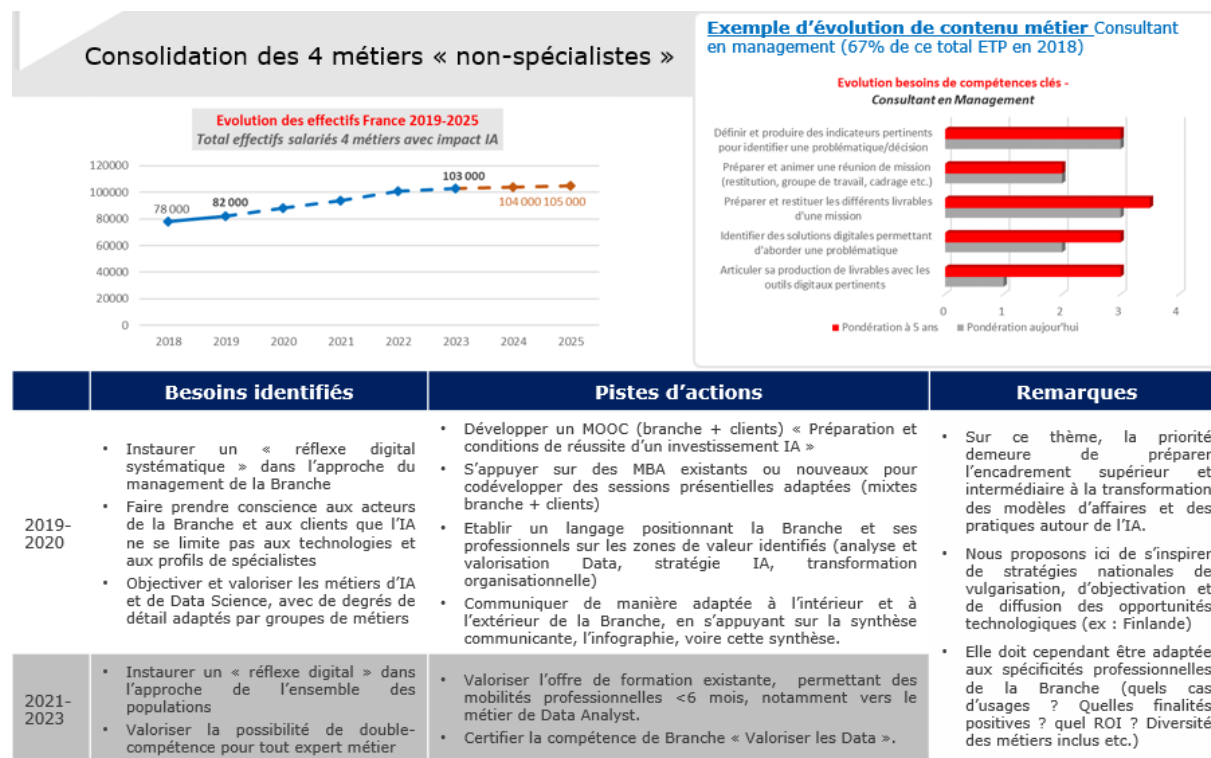 Consolidation des 4 métiers « non-spécialistes »
Evolution des effectifs France 2019-2025
Total effectifs salariés 4 métiers avec impact IA
120000
100000
80000
60000
40000
20000
0
78 000
82 000
103 000
104 000 105 000
2018 2019 2020 2021 2022 2023 2024 2025
Exemple d'évolution de contenu métier Consultant
en management (67% de ce total ETP en 2018)
Evolution besoins de compétences clés -
Consultant en Management
Définir et produire des indicateurs pertinents
pour identifier une problématique/décision
Préparer et animer une réunion de mission
(restitution, groupe de travail, cadrage etc.)
Préparer et restituer les différents livrables
d'une mission
Identifier des solutions digitales permettant
d'aborder une problématique
Articuler sa production de livrables avec les
outils digitaux pertinents
0 1 2 3 4
Pondération à 5 ans Pondération aujourd'hui
Besoins identifiés
Pistes d'actions
Remarques
2019-
2020
• Instaurer un « réflexe digital
systématique » dans l'approche du
management de la Branche
• Faire prendre conscience aux acteurs
de la Branche et aux clients que l'IA
ne se limite pas aux technologies et
aux profils de spécialistes
• Objectiver et valoriser les métiers d'IA
et de Data Science, avec de degrés de
détail adaptés par groupes de métiers
• Développer un MOOC (branche + clients) « Préparation et
conditions de réussite d'un investissement IA »
• S'appuyer sur des MBA existants ou nouveaux pour
codévelopper des sessions présentielles adaptées (mixtes
branche + clients)
• Etablir un langage positionnant la Branche et ses
professionnels sur les zones de valeur identifiés (analyse et
valorisation Data, stratégie IA, transformation
organisationnelle)
• Communiquer de manière adaptée à l'intérieur et à
l'extérieur de la Branche, en s'appuyant sur la synthèse
communicante, l'infographie, voire cette synthèse.
• Sur ce thème, la priorité
demeure de préparer
l'encadrement supérieur et
intermédiaire à la transformation
des modèles d'affaires et des
pratiques autour de l'IA.
• Nous proposons ici de s'inspirer
de stratégies nationales de
vulgarisation, d'objectivation et
de diffusion des opportunités
technologiques (ex : Finlande)
• Elle doit cependant être adaptée
aux spécificités professionnelles
de la Branche (quels cas
d'usages ? Quelles finalités
positives ? quel ROI ? Diversité
des métiers inclus etc.)
2021-
2023
• Instaurer un « réflexe digital » dans
l'approche de l'ensemble des
populations
• Valoriser la possibilité de double-
compétence pour tout expert métier
• Valoriser l'offre de formation existante, permettant des
mobilités professionnelles <6 mois, notamment vers le
métier de Data Analyst.
• Certifier la compétence de Branche « Valoriser les Data ».